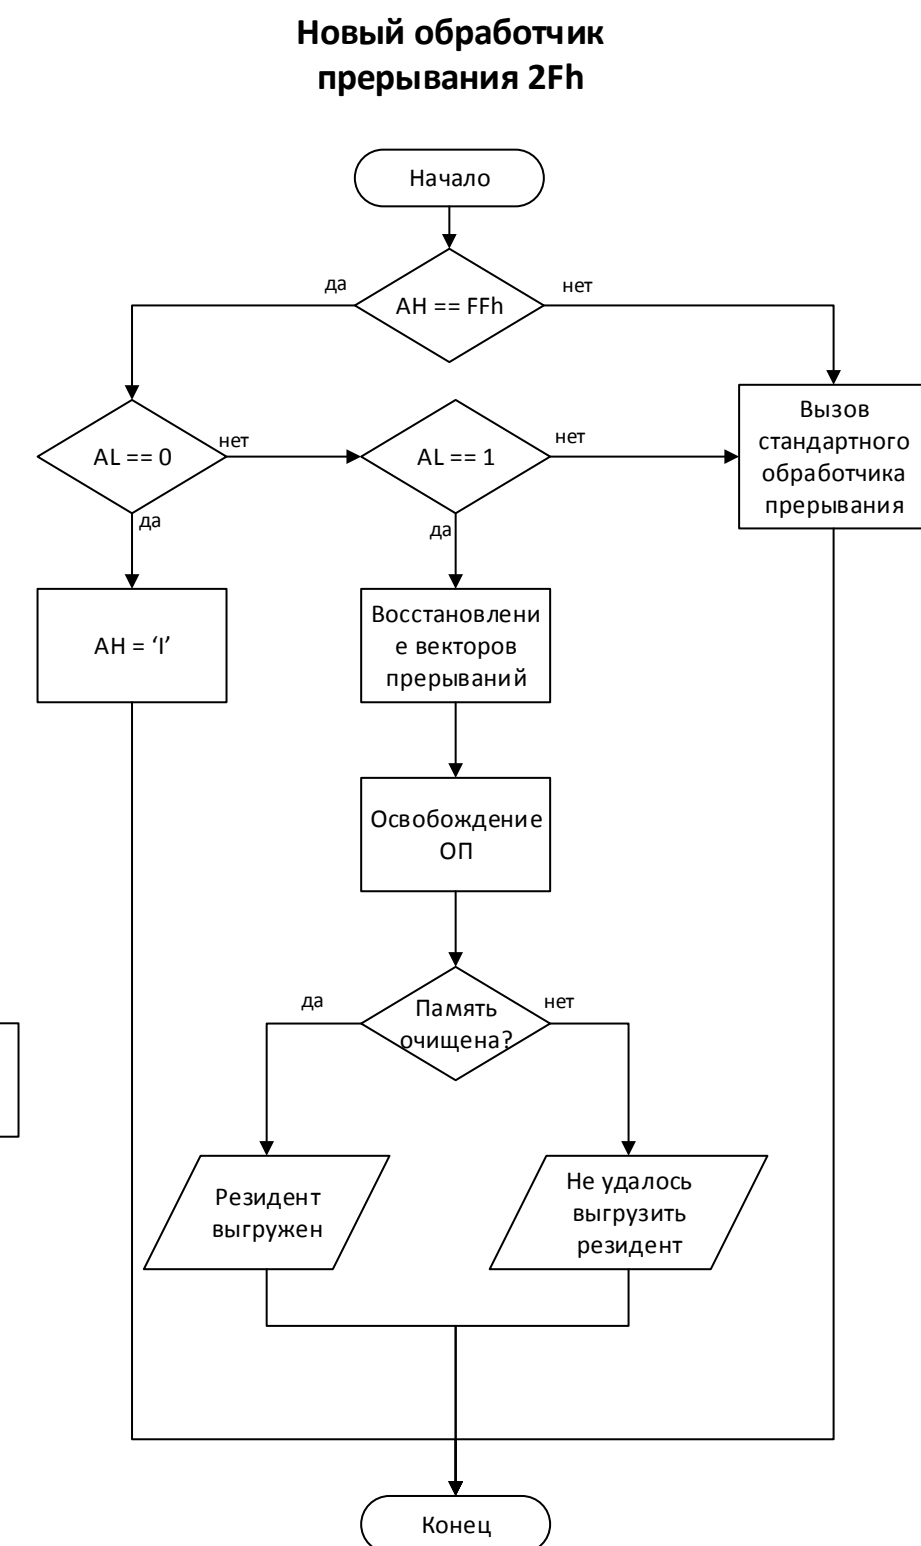 Новый обработчик
прерывания 2Fh
Начало
да
нет
AH == FFh
AL == 0
нет
AL == 1
нет
Вызов
стандартного
обработчика
прерывания
да
да
AH = ‘I’
Восстановлени
е векторов
прерываний
Освобождение
ОП
да
Память
очищена?
нет
Резидент
выгружен
Не удалось
выгрузить
резидент
Конец